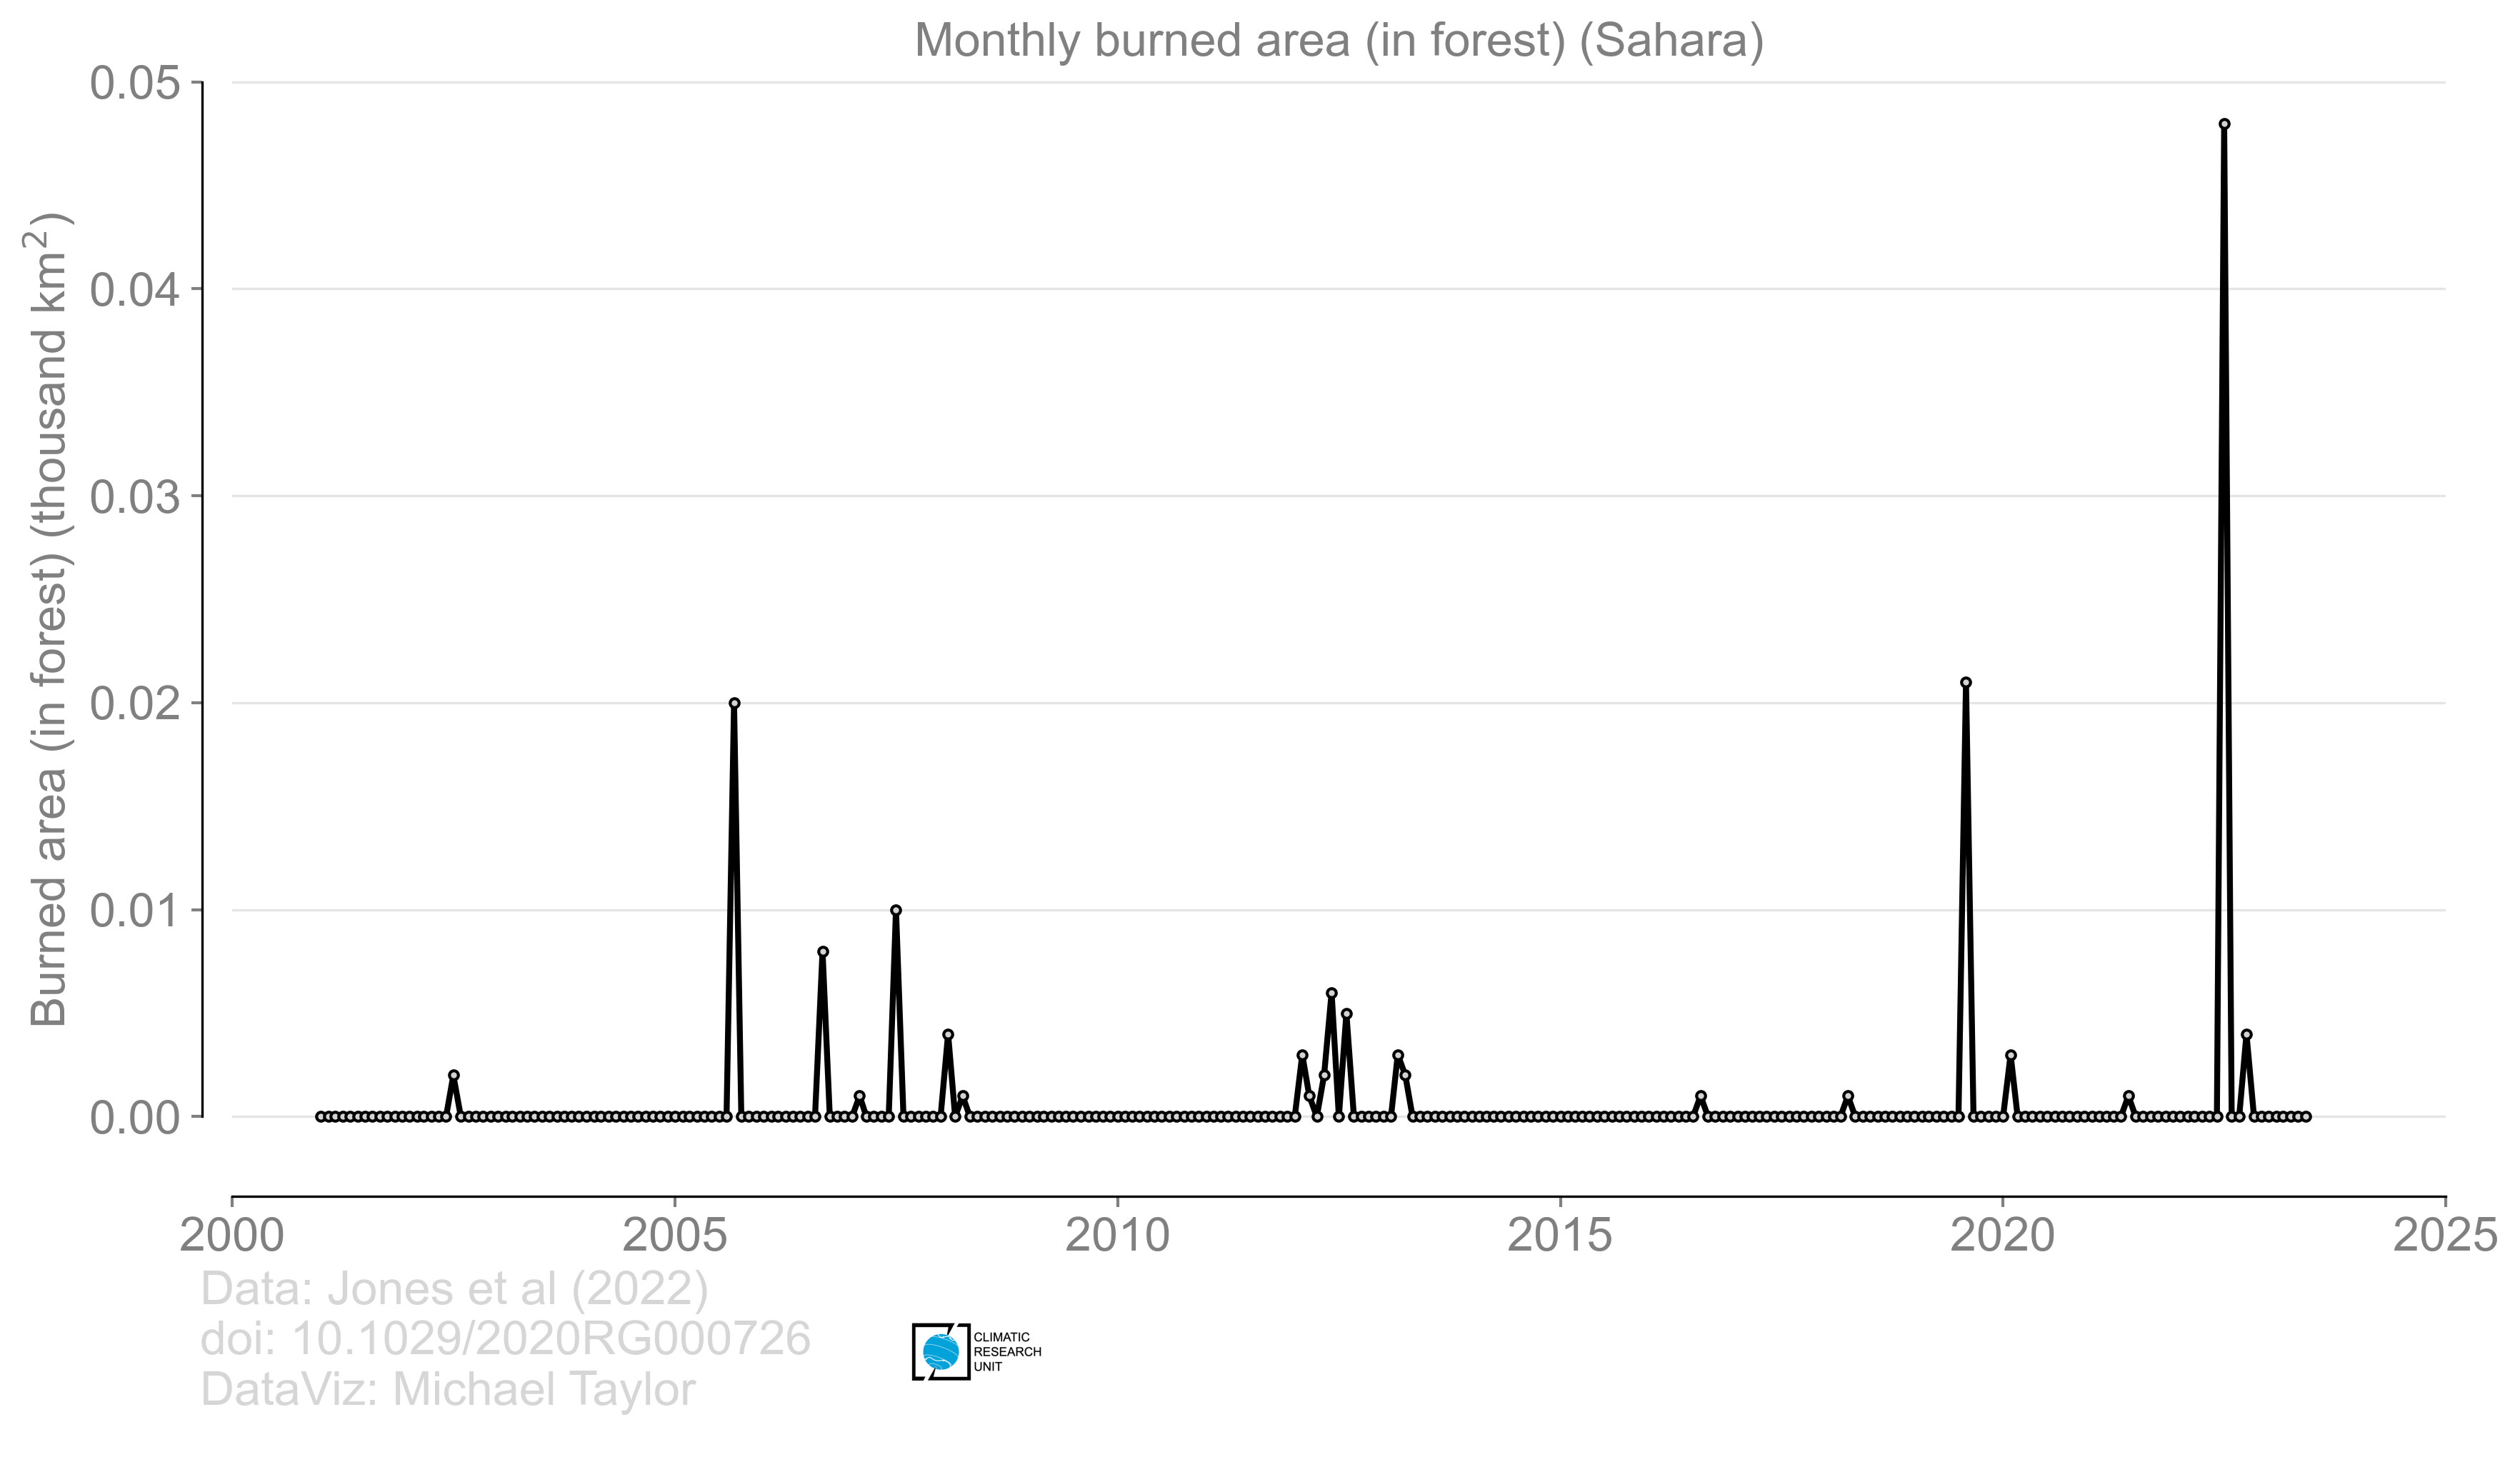 Monthly burned area (in forest) (Sahara)
Burned area (in forest) (thousand km²)
0.05
0.04
0.03
0.02
0.01
0.00
2000 2005 2010 2015 2020 2025
Data: Jones et al (2022)
doi: 10.1029/2020RG000726
DataViz: Michael Taylor
CLIMATIC
RESEARCH
UNIT